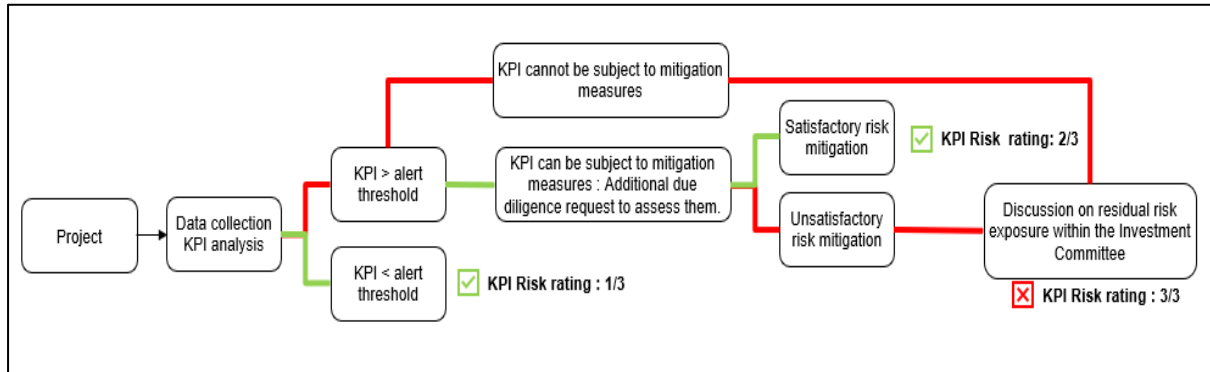 Project
Data collection
KPI analysis
KPI > alert
threshold
KPI < alert
threshold
KPI Risk rating : 1/3
KPI cannot be subject to mitigation
measures
KPI can be subject to mitigation
measures : Additional due
diligence request to assess them.
Satisfactory risk
mitigation
KPI Risk rating: 2/3
Unsatisfactory
risk mitigation
Discussion on residual risk
exposure within the Investment
Committee
KPI Risk rating : 3/3